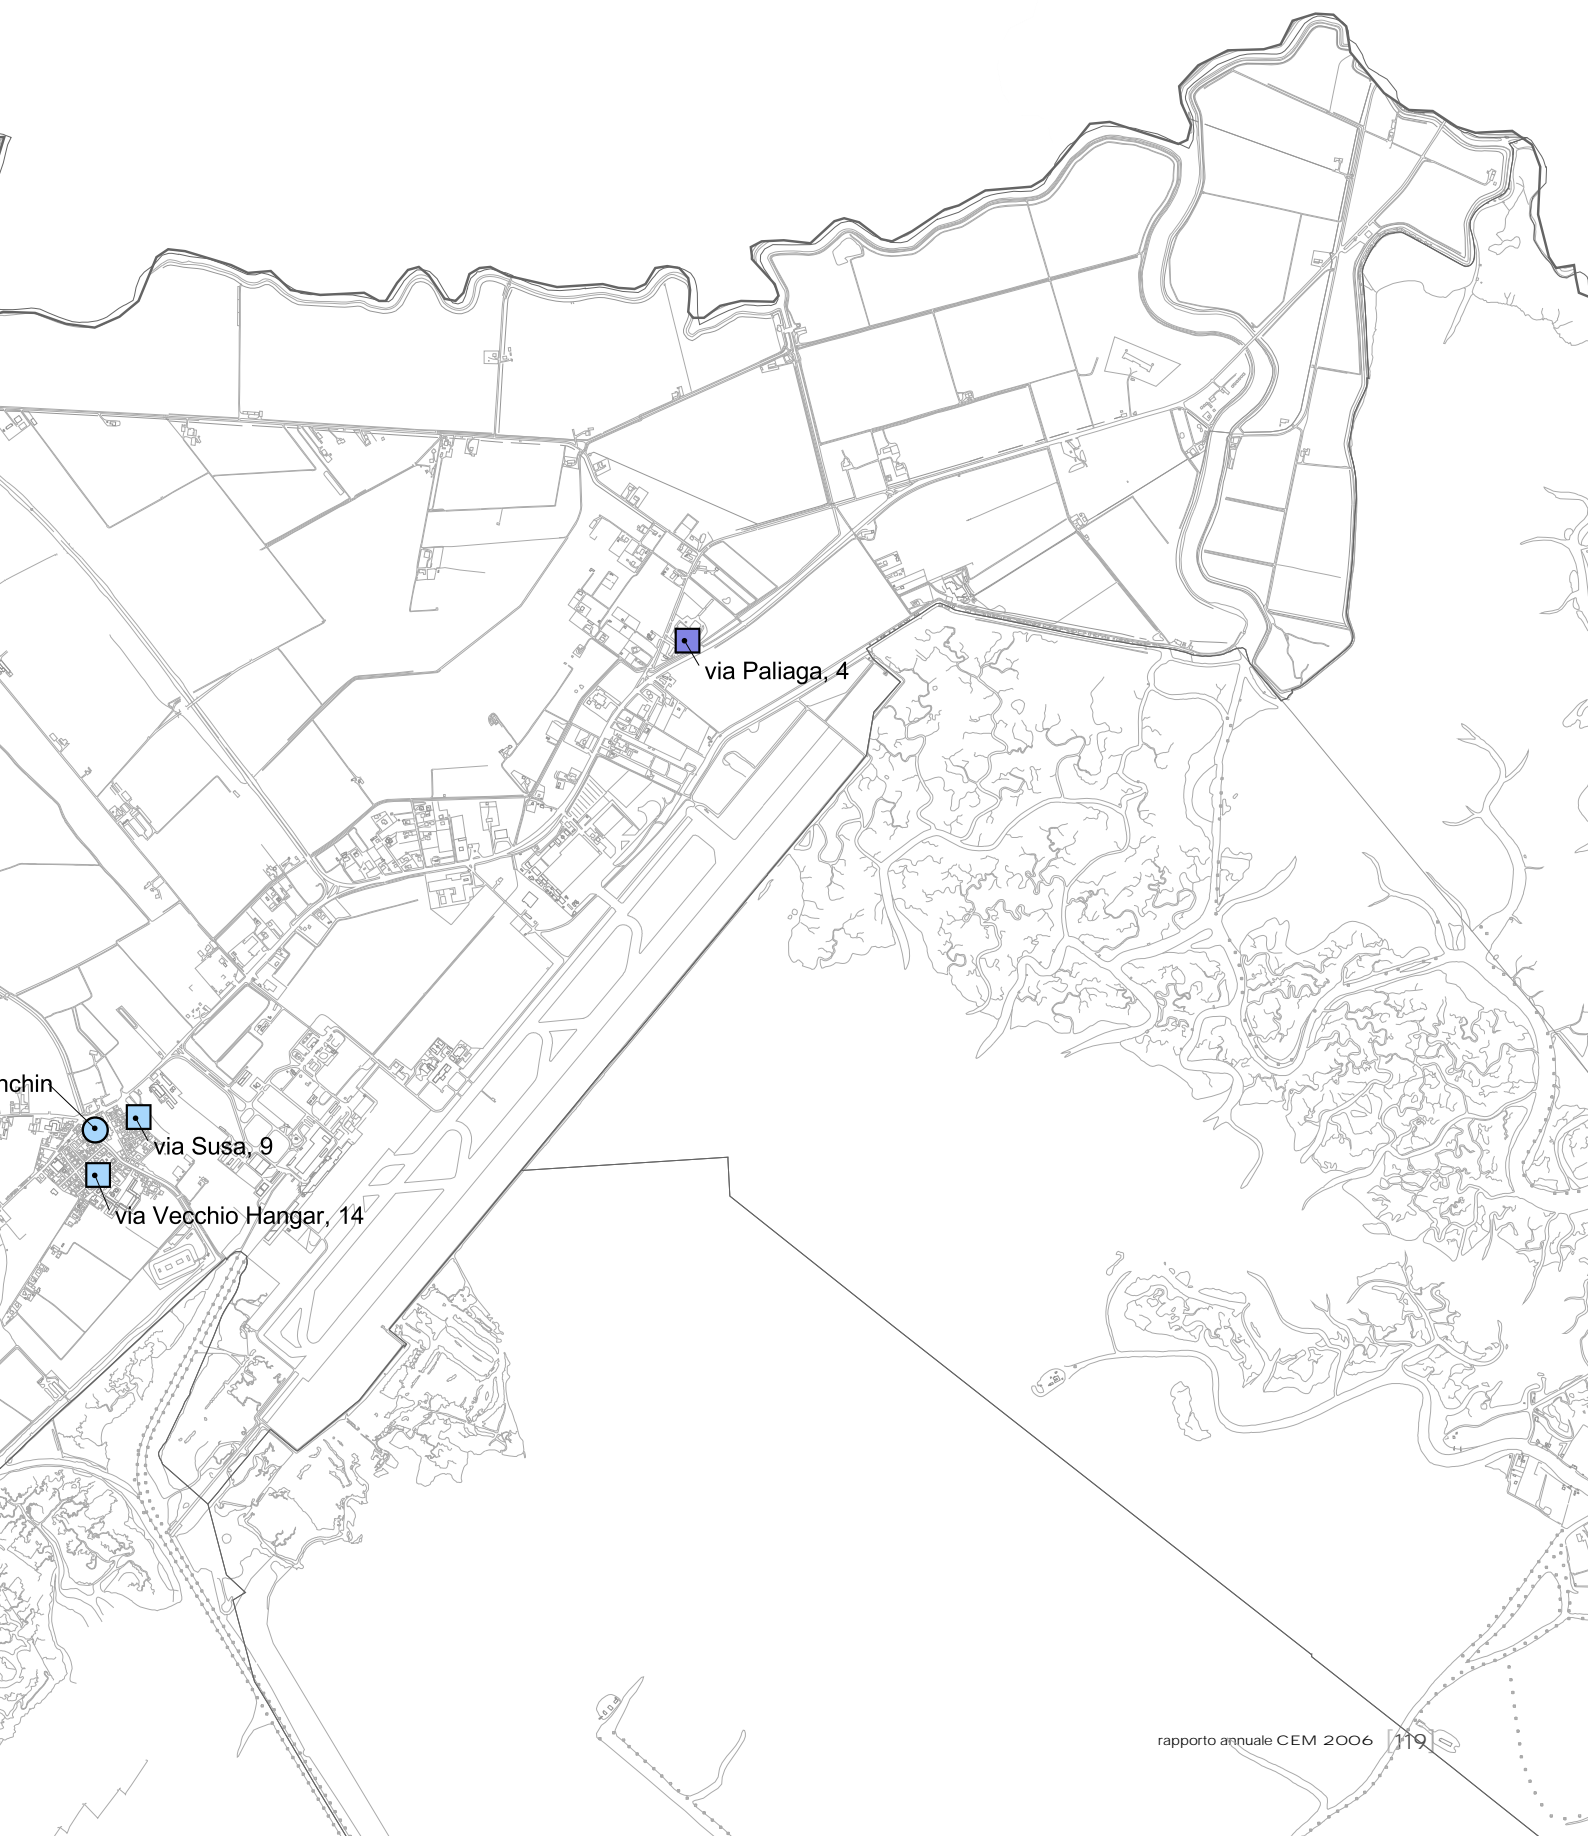 via Paliaga, 4
nchin
via Susa, 9
via Vecchio Hangar, 14
rapporto annuale CEM 2006 [119]